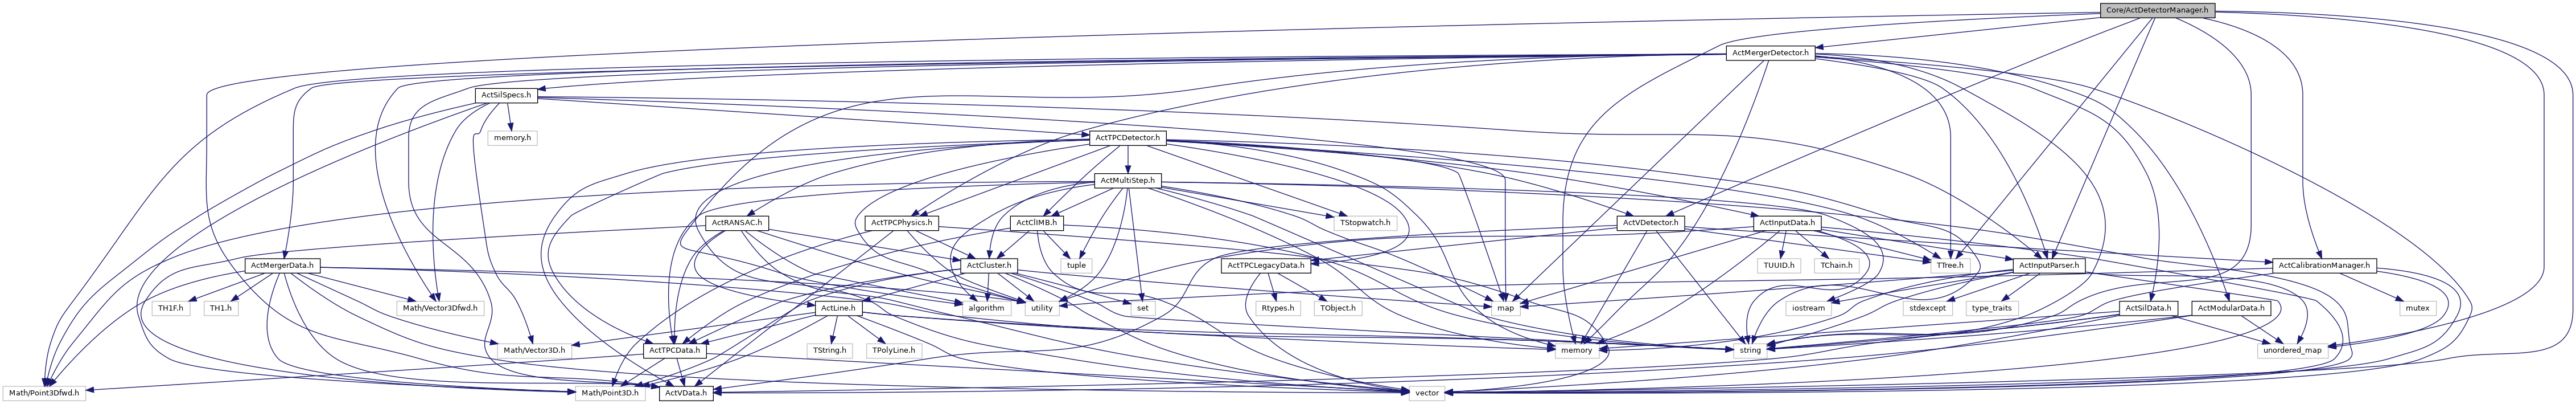 Core/ActDetectorManager.h
ActMergerDetector.h
ActSilSpecs.h
memory.h
ActTPCDetector.h
ActMultiStep.h
ActRANSAC.h
ActTPCPhysics.h
ActClIMB.h
TStopwatch.h
ActVDetector.h
ActInputData.h
ActMergerData.h
ActCluster.h
tuple
ActTPCLegacyData.h
TUUID.h
TChain.h
TTree.h
ActInputParser.h
ActCalibrationManager.h
TH1F.h
TH1.h
Math/Vector3Dfwd.h
ActLine.h
algorithm
utility
set
Rtypes.h
TObject.h
map
iostream
stdexcept
type_traits
ActSilData.h
ActModularData.h
mutex
Math/Vector3D.h
ActTPCData.h
TString.h
TPolyLine.h
memory
string
unordered_map
Math/Point3Dfwd.h
Math/Point3D.h
ActVData.h
vector